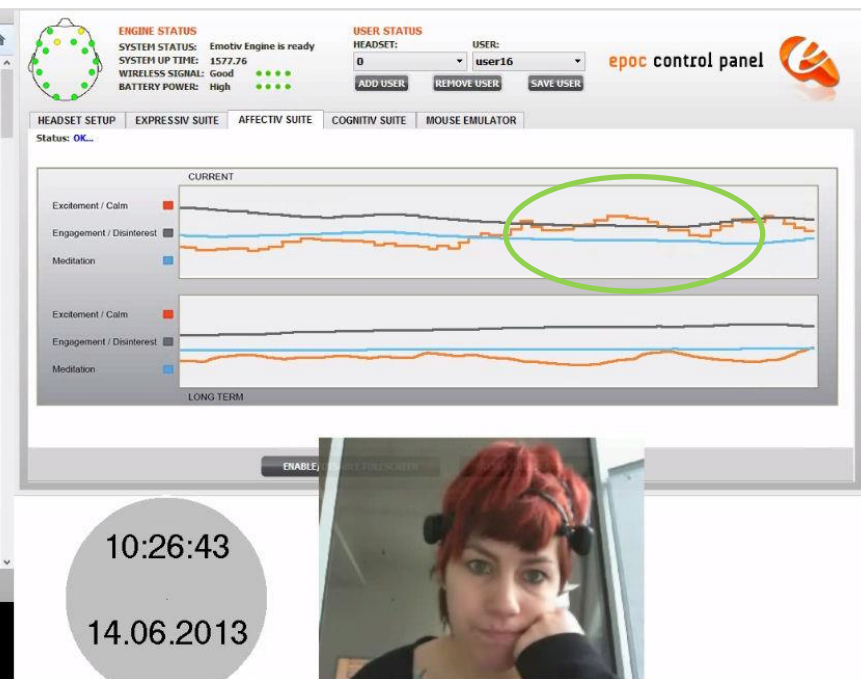 ENGINE STATUS
SYSTEM STATUS: Emotiv Engine is ready
SYSTEM UP TIME: 1577.76
WIRELESS SIGNAL: Good
BATTERY POWER: High
USER STATUS
HEADSET: USER:
0 user16
ADD USER REMOVE USER SAVE USER
epoc control panel
HEADSET SETUP EXPRESSIV SUITE AFFECTIV SUITE COGNITIV SUITE MOUSE EMULATOR
Status: OK...
CURRENT
Excitement / Calm
Engagement / Disinterest
Meditation
Excitement / Calm
Engagement / Disinterest
Meditation
LONG TERM
ENABLE/
10:26:43
14.06.2013